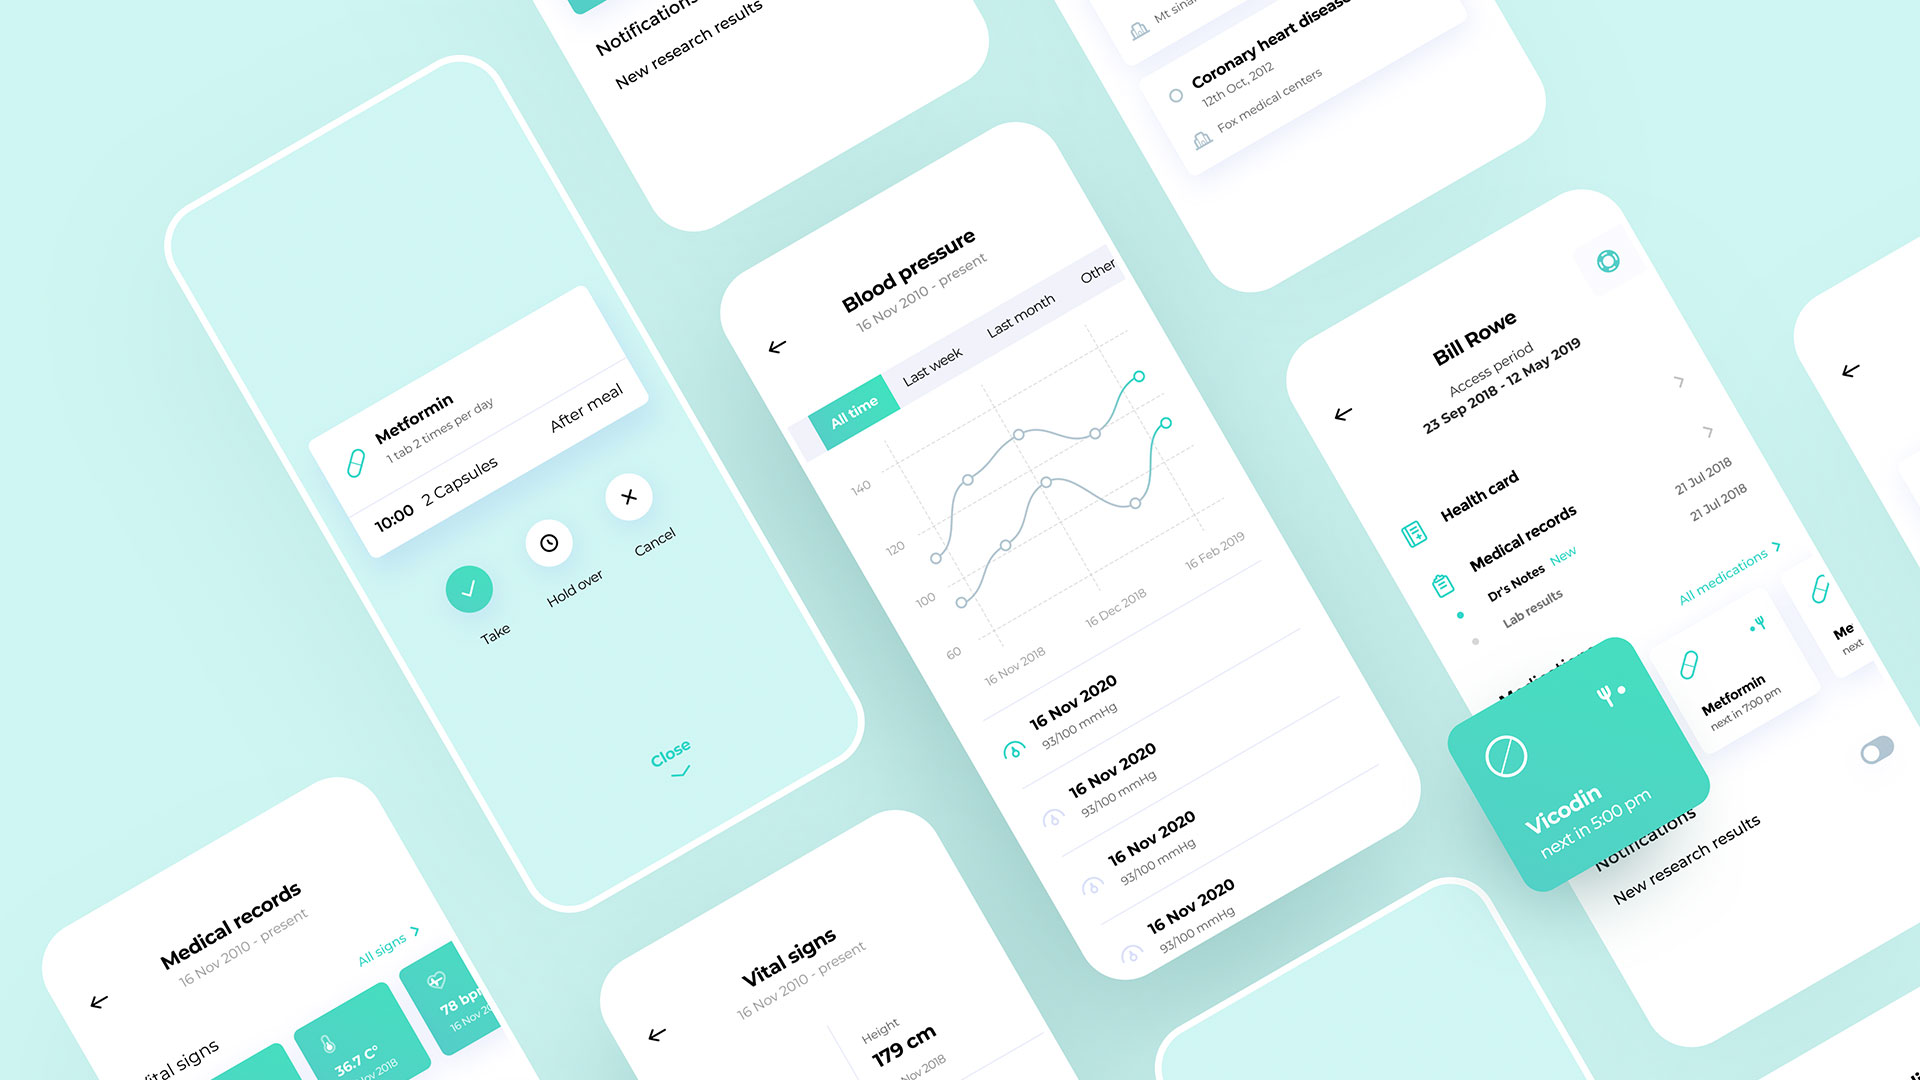 Notifications
New research results
Mt sinai
Coronary heart disease
12th Oct, 2012
Fox medical centers
Metformin
1 tab 2 times per day
10:00 2 Capsules After meal
Take
Hold over
Cancel
Close
Blood pressure
16 Nov 2010 - present
All time
Last week
Last month
Other
140
120
100
60
16 Nov 2018
16 Dec 2018
16 Feb 2019
16 Nov 2020
93/100 mmHg
16 Nov 2020
93/100 mmHg
16 Nov 2020
93/100 mmHg
16 Nov 2020
93/100 mmHg
Bill Rowe
Access period
23 Sep 2018 - 12 May 2019
Health card
Medical records
Dr's Notes New
21 Jul 2018
Lab results
21 Jul 2018
All medications
Vicodin
next in 5:00 pm
Metformin
next in 7:00 pm
Me
next
Notifications
New research results
Medical records
16 Nov 2010 - present
Vital signs
All signs
36.7 C°
Nov 2018
78 bpm
16 Nov 20
Vital signs
16 Nov 2010 - present
Height
179 cm
Nov 2018